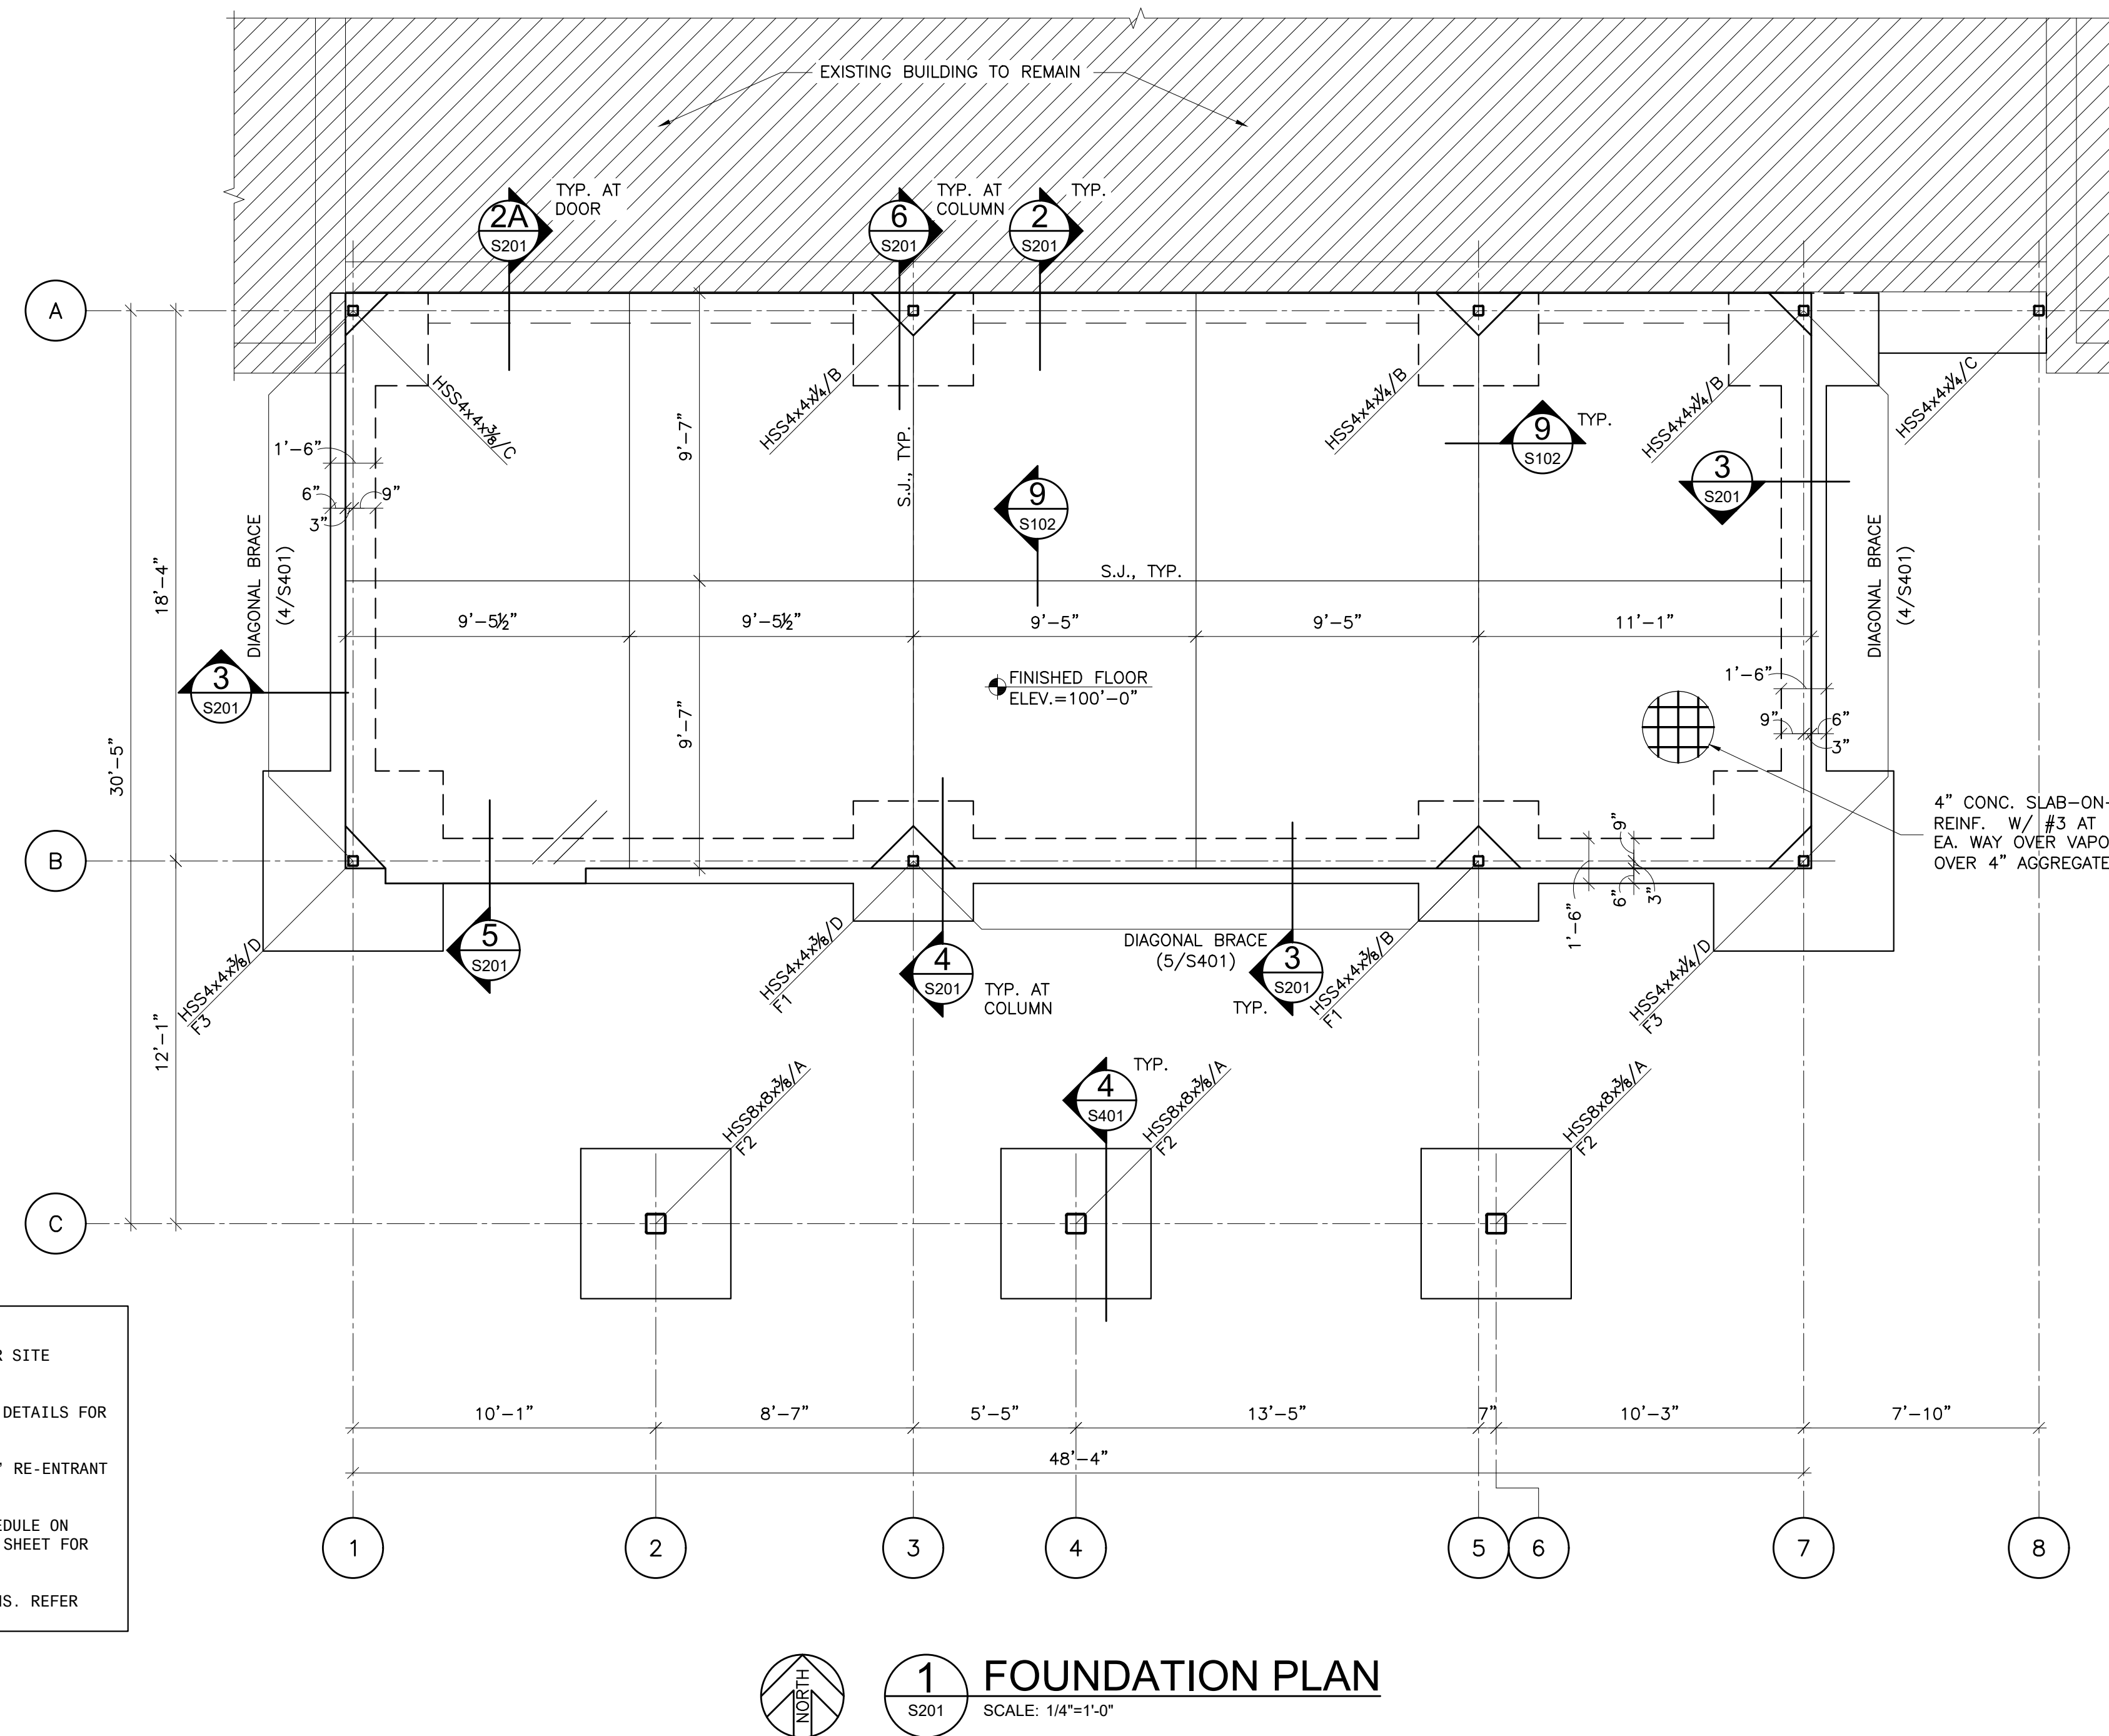 EXISTING BUILDING TO REMAIN
2A
S201
TYP. AT
DOOR
6
S201
TYP. AT
COLUMN
2
S201
TYP.
A
HSS4x4x⅜/C
HSS4x4x¼/B
HSS4x4x¼/B
HSS4x4x¼/B
HSS4x4x¼/C
9'-7"
S.J., TYP.
9
S102
TYP.
3
S201
1'-6"
6"
9"
3"
DIAGONAL BRACE
(4/S401)
9
S102
DIAGONAL BRACE
(4/S401)
18'-4"
S.J., TYP.
9'-5½"
9'-5½"
9'-5"
9'-5"
11'-1"
3
S201
FINISHED FLOOR
ELEV.=100'-0"
9'-7"
1'-6"
9"
6"
3"
30'-5"
4" CONC. SLAB-ON-
REINF. W/ #3 AT
EA. WAY OVER VAPO
OVER 4" AGGREGATE
B
9"
6"
3"
1'-6"
5
S201
4
S201
TYP. AT
COLUMN
DIAGONAL BRACE
(5/S401)
3
S201
TYP.
HSS4x4x⅜/D
F3
HSS4x4x⅜/D
F1
HSS4x4x⅜/B
F1
HSS4x4x¼/D
F3
12'-1"
HSS8x8x⅜/A
F2
4
S401
TYP.
HSS8x8x⅜/A
F2
HSS8x8x⅜/A
F2
C
R SITE
DETAILS FOR
' RE-ENTRANT
EDULE ON
SHEET FOR
NS. REFER
10'-1"
8'-7"
5'-5"
13'-5"
7"
10'-3"
7'-10"
48'-4"
1
2
3
4
5
6
7
8
NORTH
1
S201
FOUNDATION PLAN
SCALE: 1/4"=1'-0"